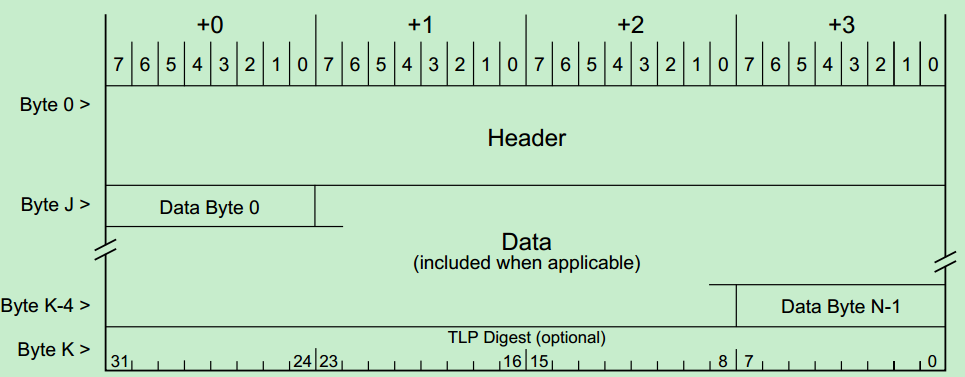 +0 +1 +2 +3
7 6 5 4 3 2 1 0 7 6 5 4 3 2 1 0 7 6 5 4 3 2 1 0 7 6 5 4 3 2 1 0
Byte 0 >
Header
Byte J >
Data Byte 0
Data
(included when applicable)
Byte K-4 >
Data Byte N-1
TLP Digest (optional)
Byte K >
31 24 23 16 15 8 7 0